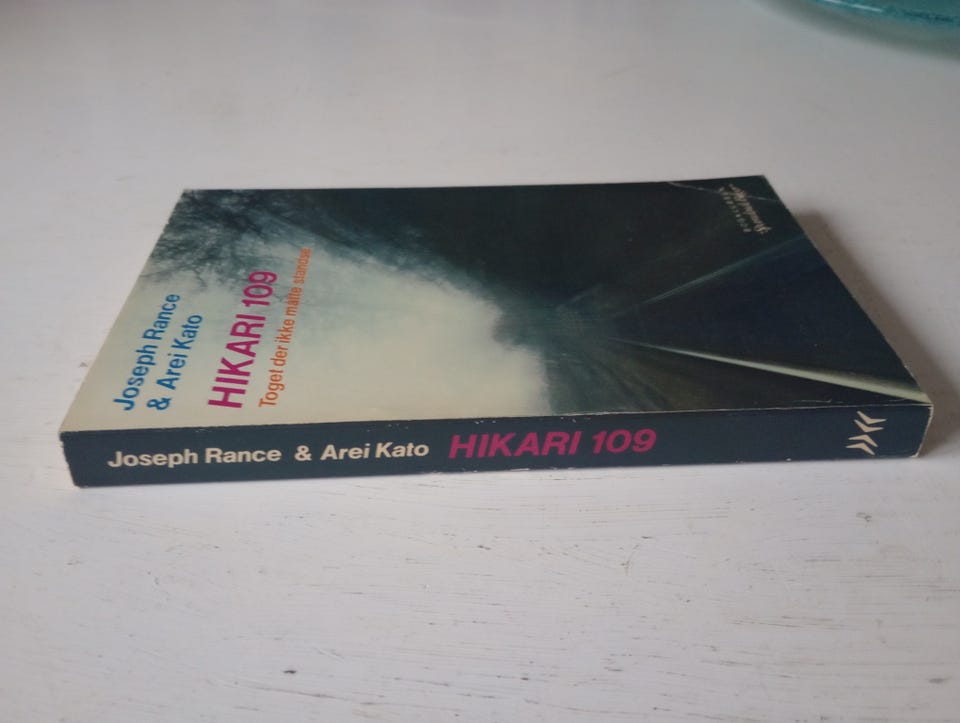 Joseph Rance
& Arei Kato
HIKARI 109
Toget der ikke måtte standse
Joseph Rance & Arei Kato HIKARI 109